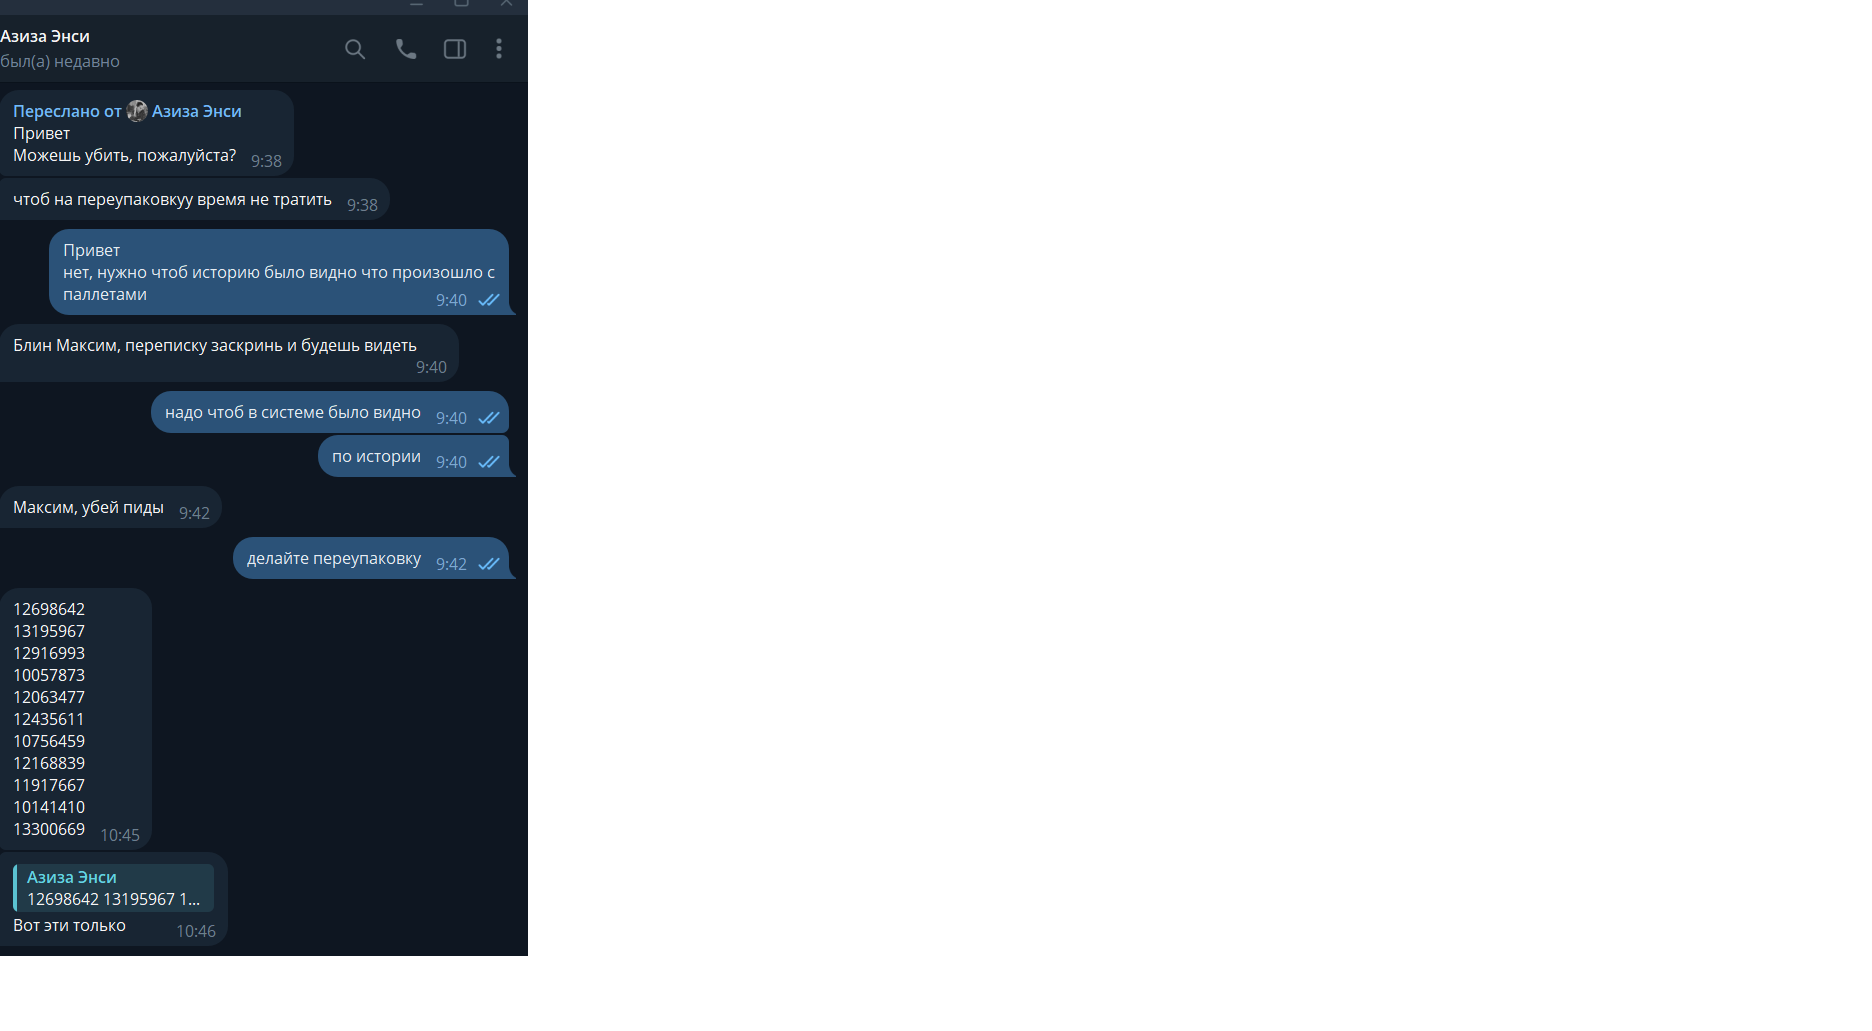 Азиза Энси
был(а) недавно
Переслано от Азиза Энси
Привет
Можешь убить, пожалуйста? 9:38
чтоб на переупаковкуу время не тратить 9:38
Привет
нет, нужно чтоб историю было видно что произошло с
паллетами 9:40
Блин Максим, переписку заскринь и будешь видеть
9:40
надо чтоб в системе было видно 9:40
по истории 9:40
Максим, убей пиды 9:42
делайте переупаковку 9:42
12698642
13195967
12916993
10057873
12063477
12435611
10756459
12168839
11917667
10141410
13300669 10:45
Азиза Энси
12698642 13195967 1...
Вот эти только 10:46